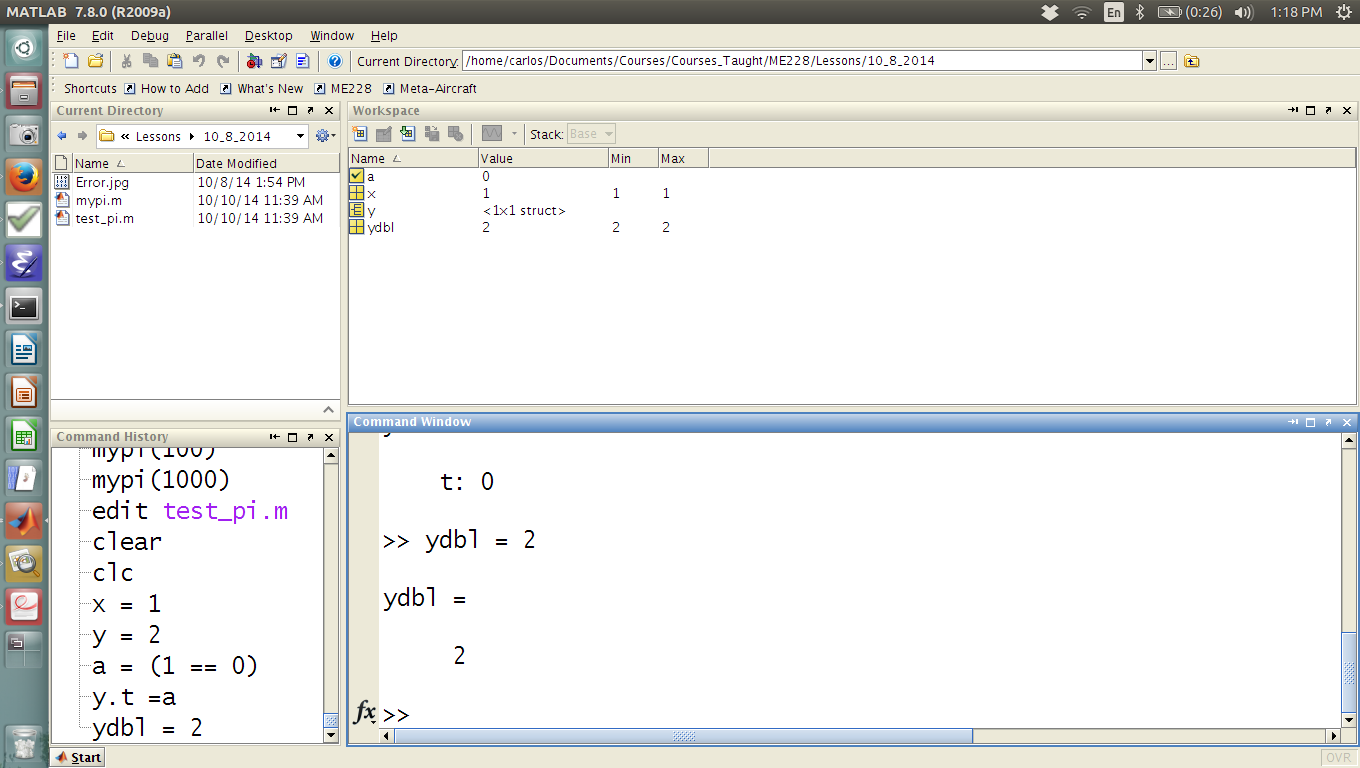 MATLAB 7.8.0 (R2009a) En (0:26) 1:18 PM
File Edit Debug Parallel Desktop Window Help
Current Directory: /home/carlos/Documents/Courses/Courses_Taught/ME228/Lessons/10_8_2014 ...
Shortcuts How to Add What's New ME228 Meta-Aircraft
Current Directory
« Lessons 10_8_2014
Name Date Modified
Error.jpg 10/8/14 1:54 PM
mypi.m 10/10/14 11:39 AM
test_pi.m 10/10/14 11:39 AM
Workspace
Stack: Base
Name Value Min Max
a 0
x 1 1 1
y <1x1 struct>
ydbl 2 2 2
Command History
mypi(100)
mypi(1000)
edit test_pi.m
clear
clc
x = 1
y = 2
a = (1 == 0)
y.t =a
ydbl = 2
Command Window
t: 0
>> ydbl = 2
ydbl =
2
fx >>
Start OVR